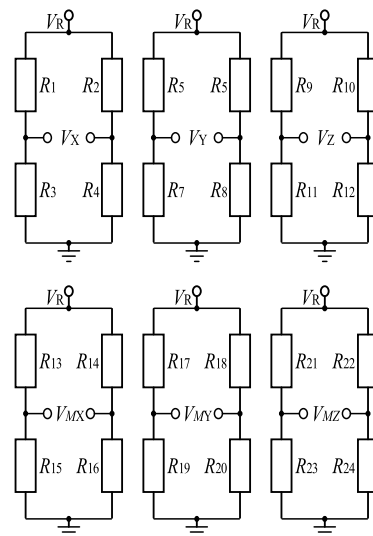 VR VR VR
R1 R2 R5 R5 R9 R10
VX VY VZ
R3 R4 R7 R8 R11 R12
VR VR VR
R13 R14 R17 R18 R21 R22
VMX VMY VMZ
R15 R16 R19 R20 R23 R24